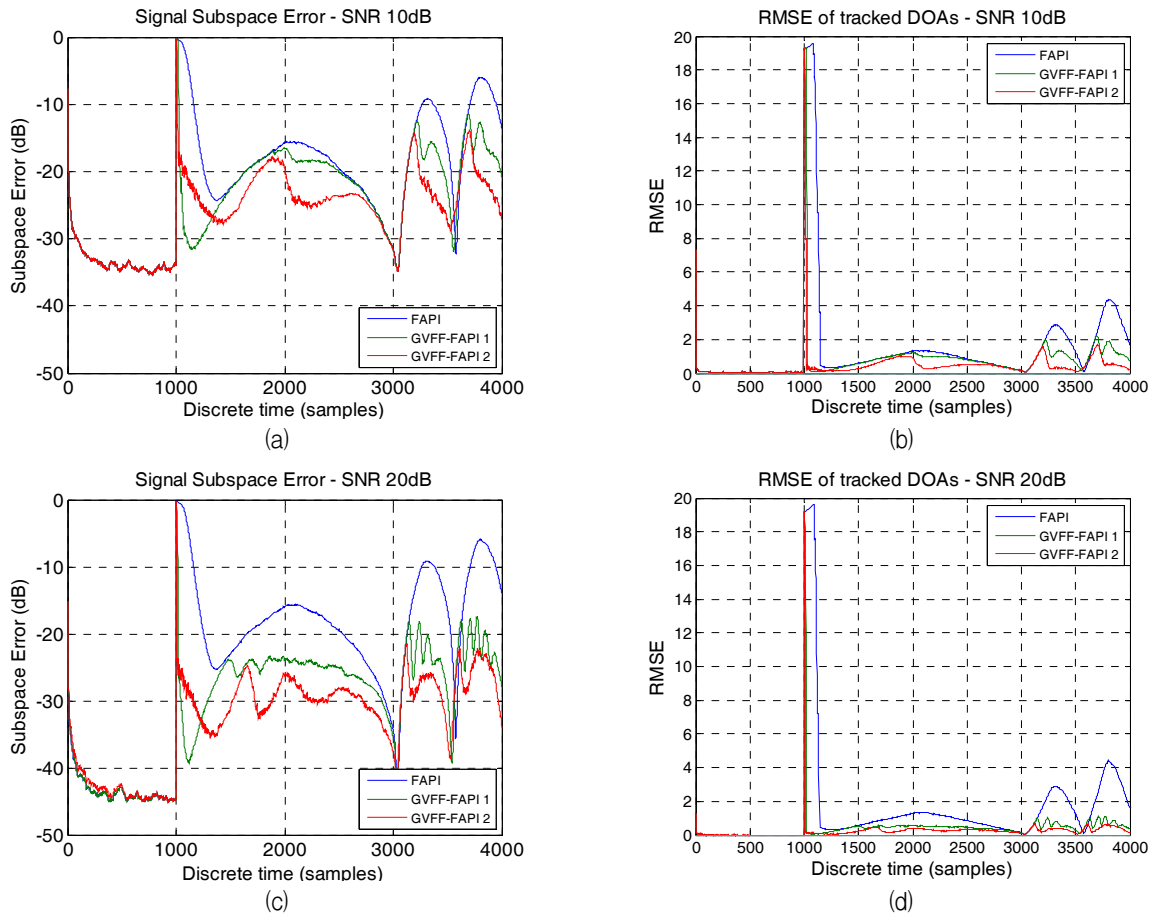 Signal Subspace Error - SNR 10dB
0
-10
-20
-30
-40
-50
Subspace Error (dB)
FAPI
GVFF-FAPI 1
GVFF-FAPI 2
0 1000 2000 3000 4000
Discrete time (samples)
(a)
RMSE of tracked DOAs - SNR 10dB
20
18
16
14
12
10
8
6
4
2
0
RMSE
FAPI
GVFF-FAPI 1
GVFF-FAPI 2
0 500 1000 1500 2000 2500 3000 3500 4000
Discrete time (samples)
(b)
Signal Subspace Error - SNR 20dB
0
-10
-20
-30
-40
-50
Subspace Error (dB)
FAPI
GVFF-FAPI 1
GVFF-FAPI 2
0 1000 2000 3000 4000
Discrete time (samples)
(c)
RMSE of tracked DOAs - SNR 20dB
20
18
16
14
12
10
8
6
4
2
0
RMSE
FAPI
GVFF-FAPI 1
GVFF-FAPI 2
0 500 1000 1500 2000 2500 3000 3500 4000
Discrete time (samples)
(d)